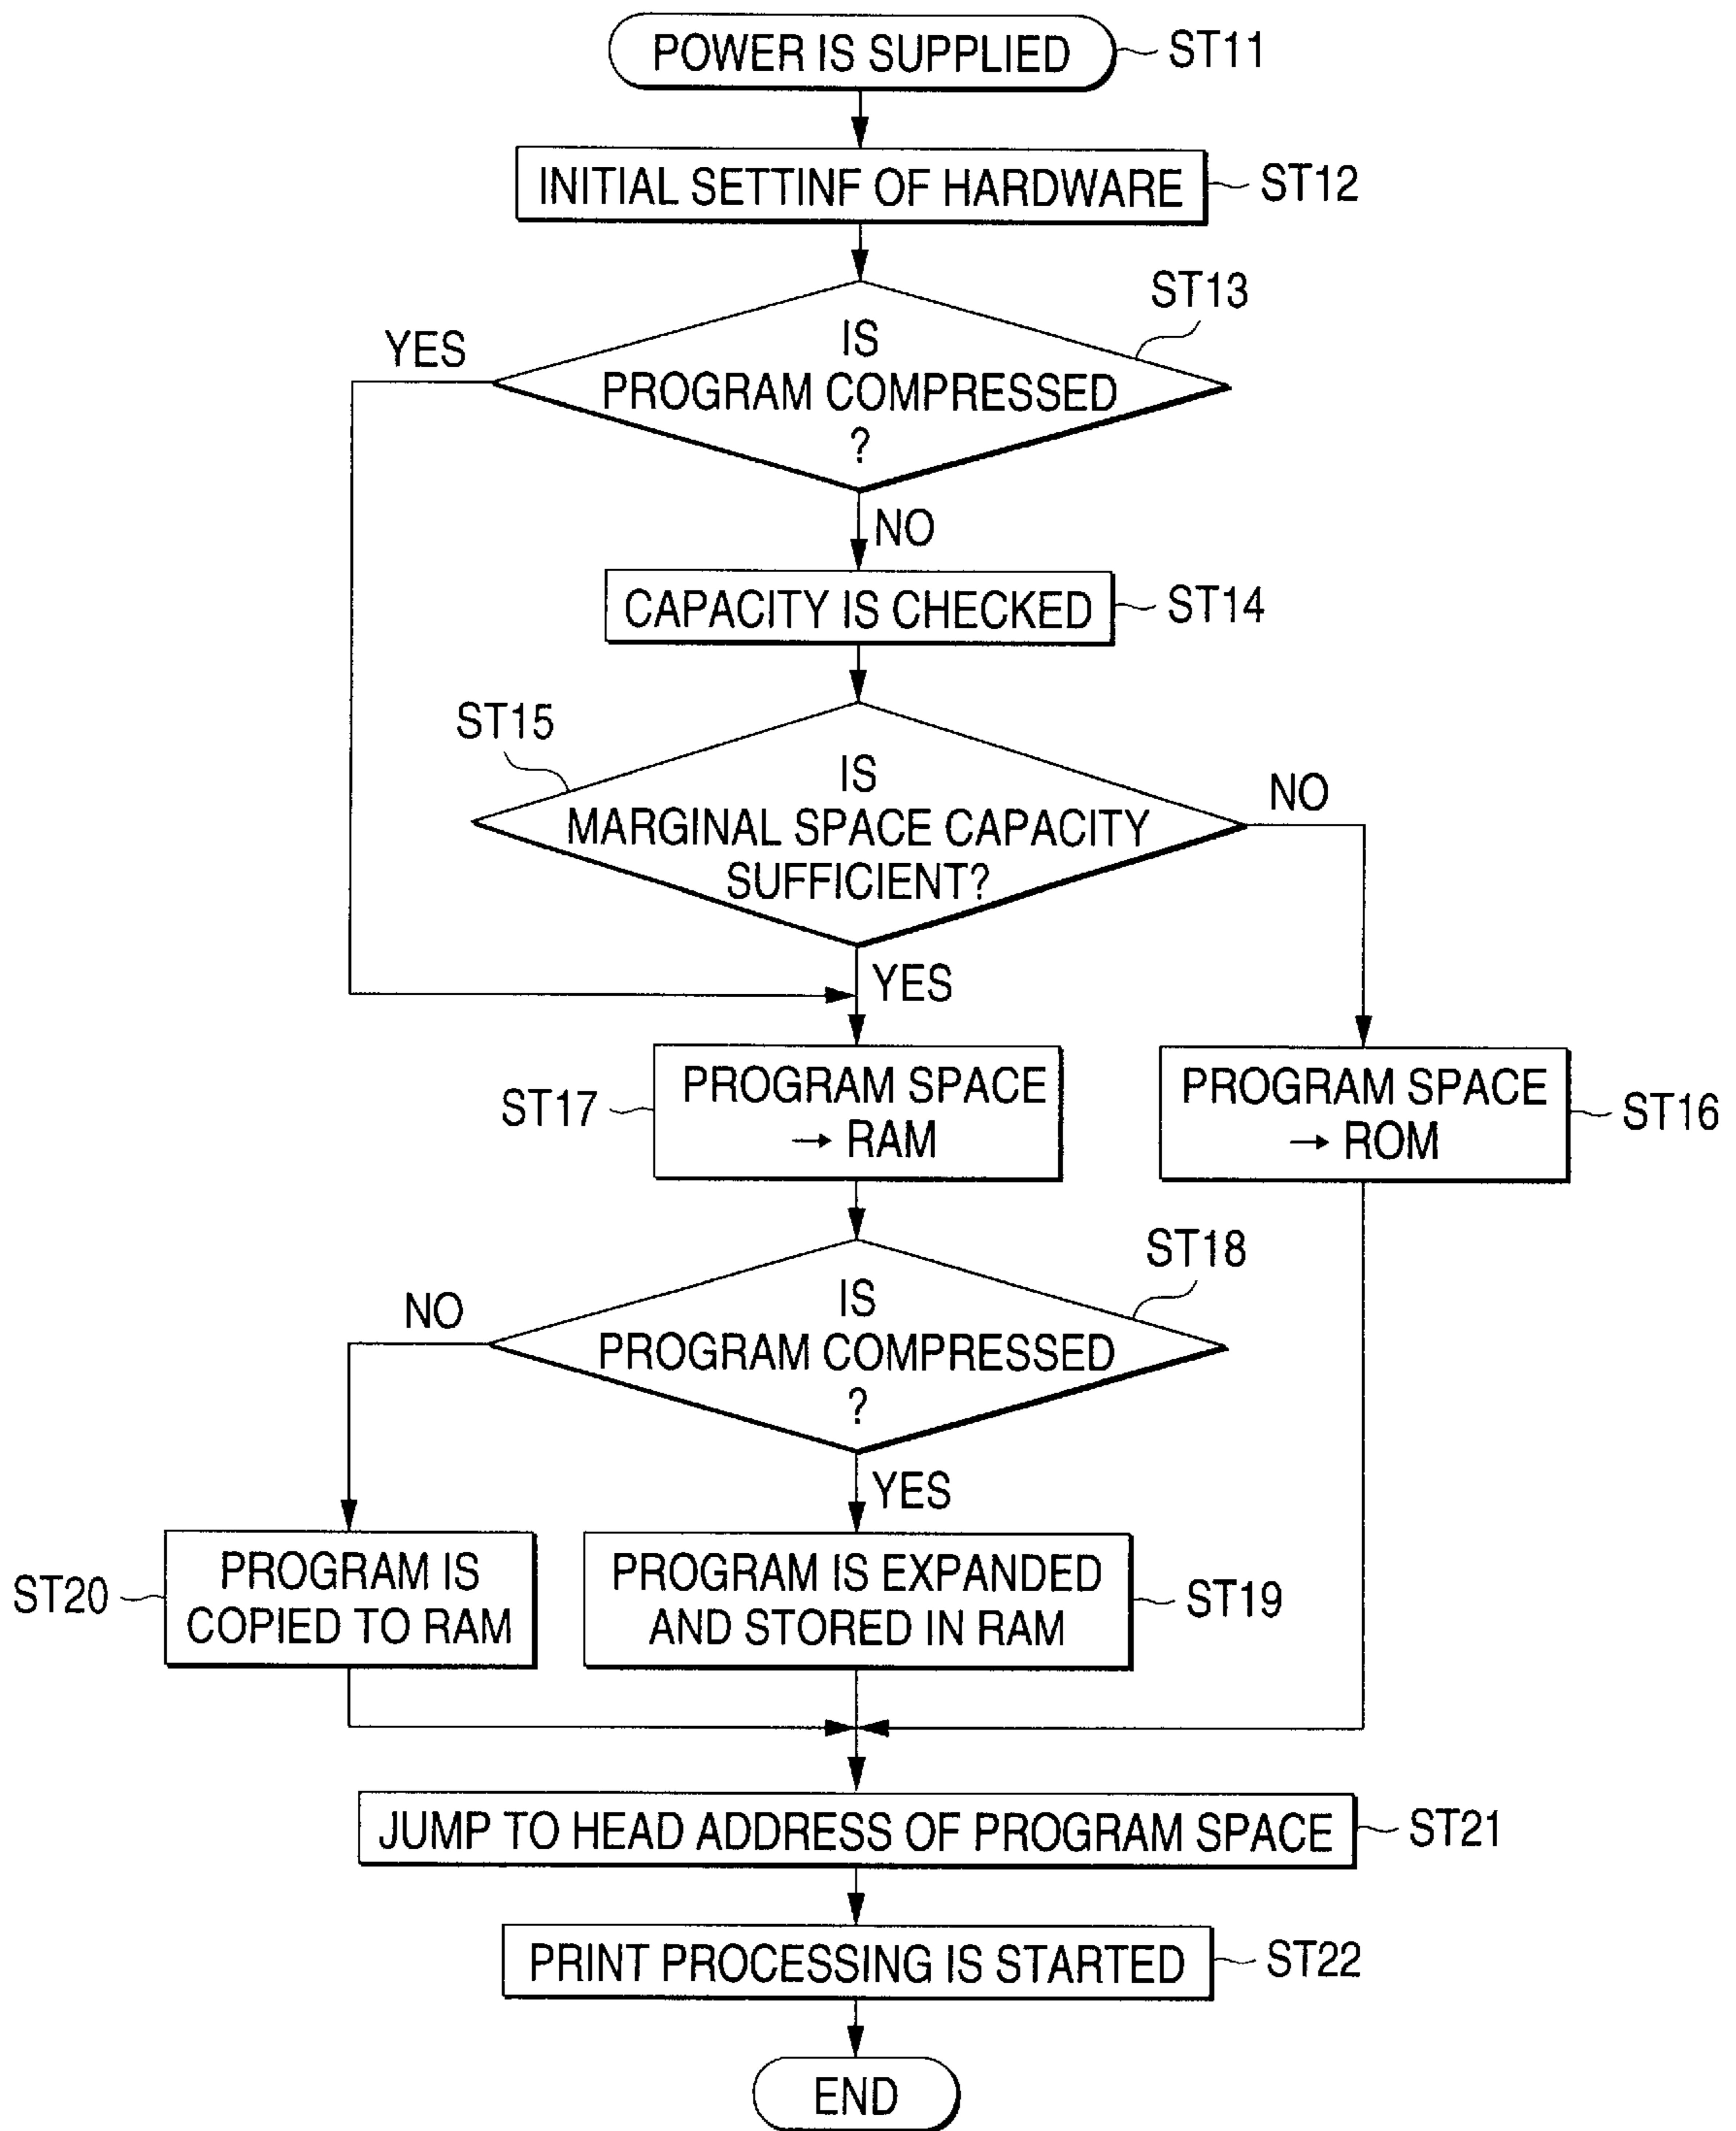 POWER IS SUPPLIED
ST11
INITIAL SETTINF OF HARDWARE
ST12
ST13
YES
IS
PROGRAM COMPRESSED
?
NO
CAPACITY IS CHECKED
ST14
ST15
IS
MARGINAL SPACE CAPACITY
SUFFICIENT?
NO
YES
ST17
PROGRAM SPACE
→ RAM
PROGRAM SPACE
→ ROM
ST16
ST18
NO
IS
PROGRAM COMPRESSED
?
YES
ST20
PROGRAM IS
COPIED TO RAM
PROGRAM IS EXPANDED
AND STORED IN RAM
ST19
JUMP TO HEAD ADDRESS OF PROGRAM SPACE
ST21
PRINT PROCESSING IS STARTED
ST22
END